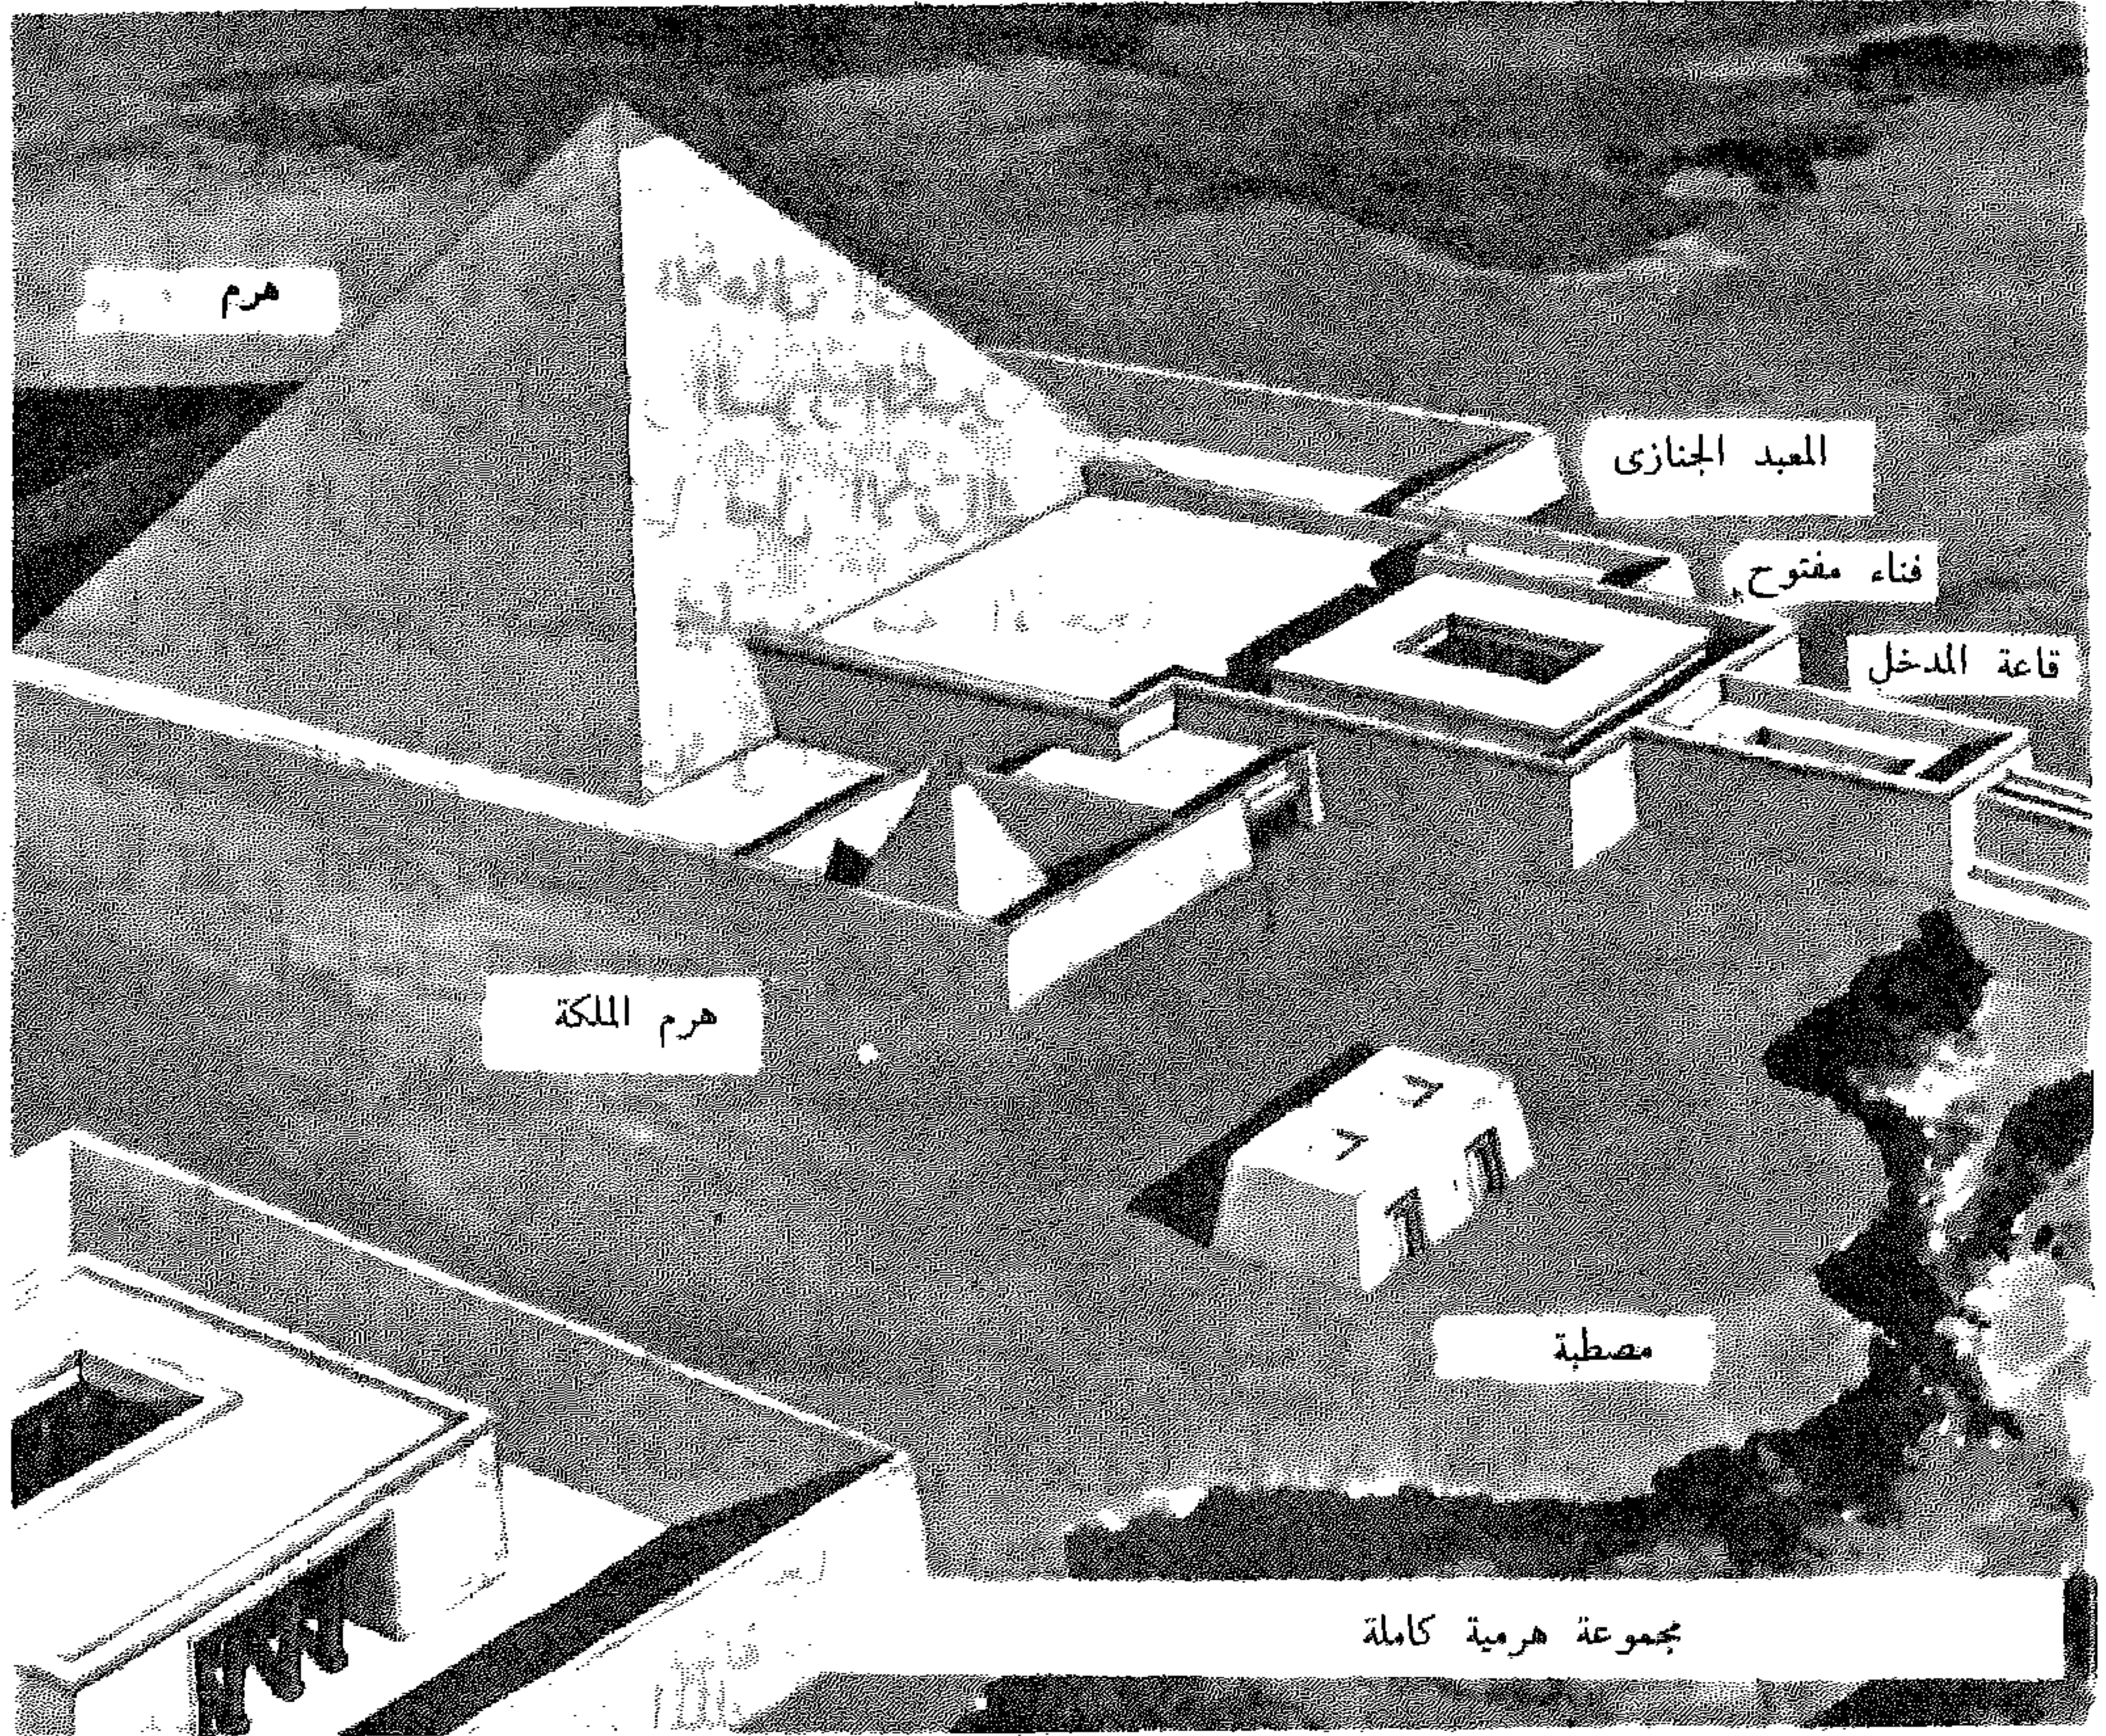 هرم
المعبد الجنازى
فناء مفتوح
قاعة المدخل
هرم الملكة
مصطبة
مجموعة هرمية كاملة